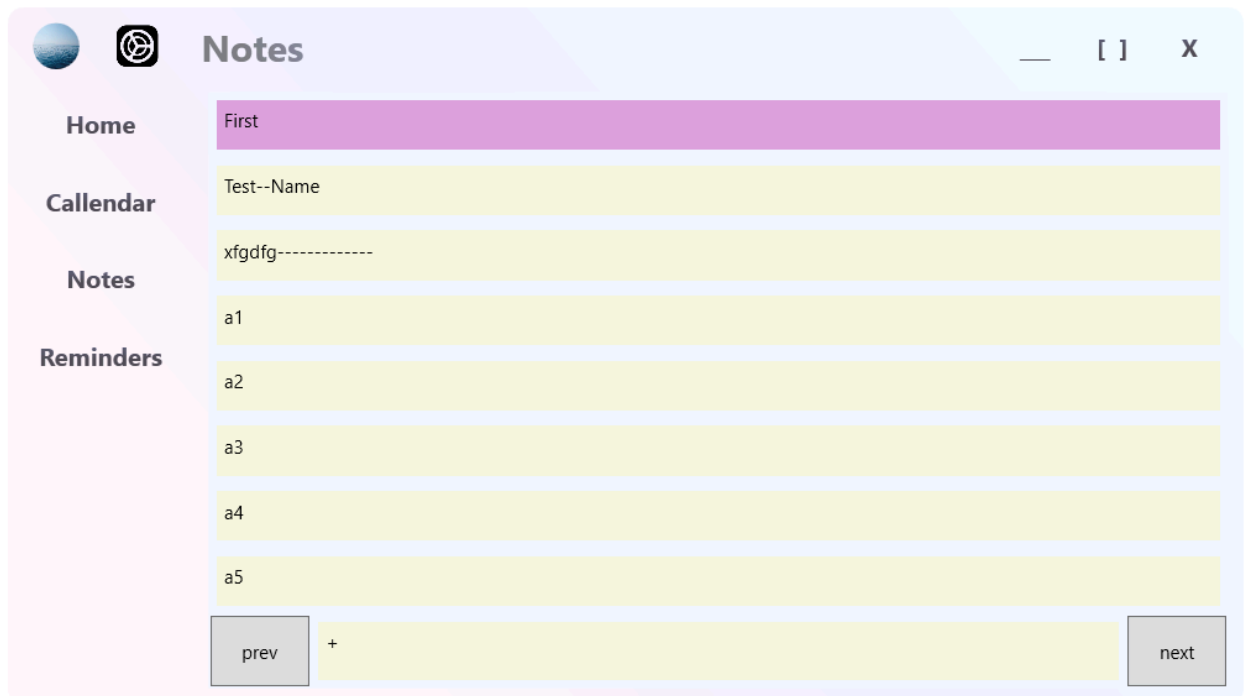 Notes
__ [ ] X
Home
Callendar
Notes
Reminders
First
Test--Name
xfgdfg-------------
a1
a2
a3
a4
a5
prev + next